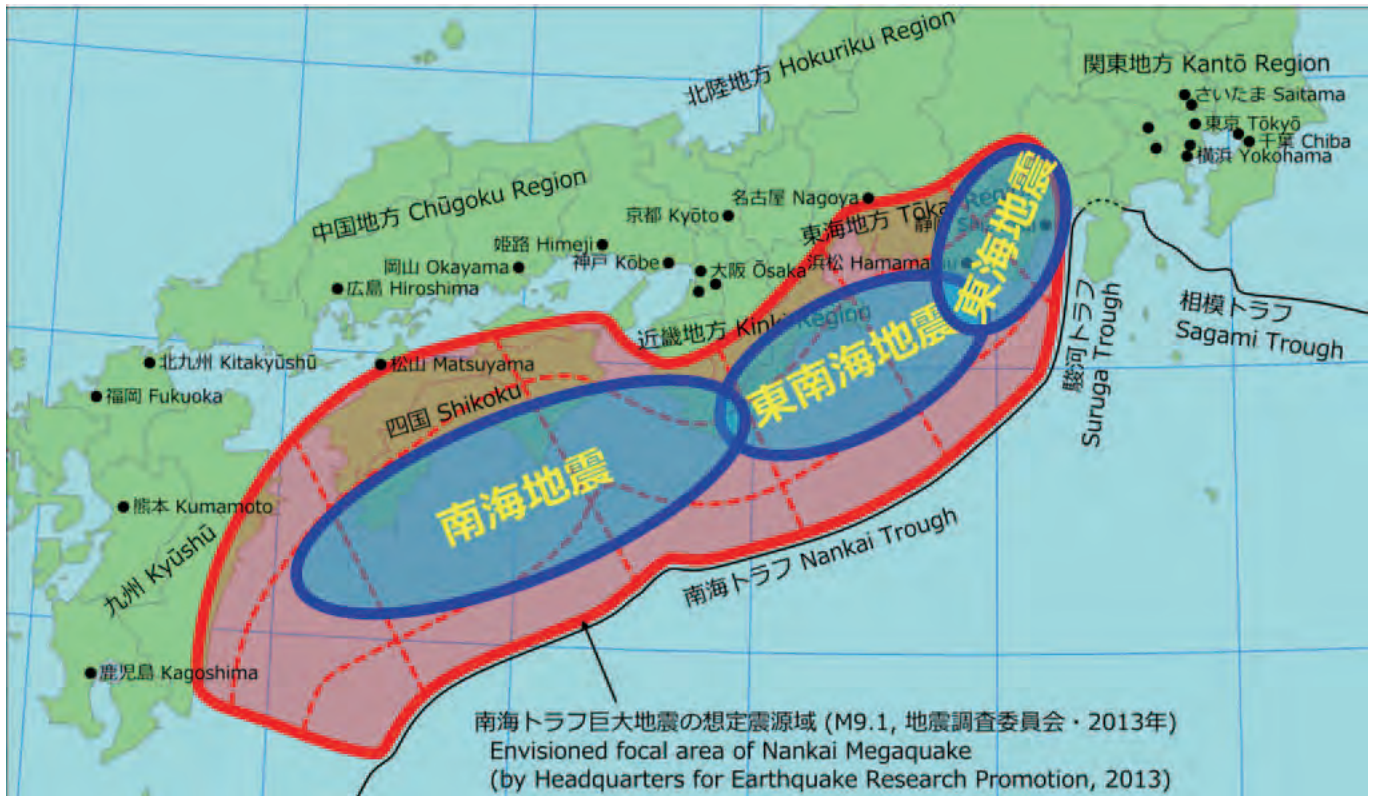 北陸地方 Hokuriku Region
関東地方 Kantō Region
さいたま Saitama
東京 Tōkyō
千葉 Chiba
横浜 Yokohama
中国地方 Chūgoku Region
名古屋 Nagoya
京都 Kyōto
東海地方 Tōkai Region
姫路 Himeji
神戸 Kōbe
岡山 Okayama
大阪 Ōsaka
浜松 Hamamatsu
広島 Hiroshima
東海地震
近畿地方 Kinki Region
東南海地震
相模トラフ
Sagami Trough
駿河トラフ
Suruga Trough
北九州 Kitakyūshū
松山 Matsuyama
福岡 Fukuoka
四国 Shikoku
南海地震
熊本 Kumamoto
九州 Kyūshū
南海トラフ Nankai Trough
鹿児島 Kagoshima
南海トラフ巨大地震の想定震源域 (M9.1, 地震調査委員会・2013年)
Envisioned focal area of Nankai Megaquake
(by Headquarters for Earthquake Research Promotion, 2013)